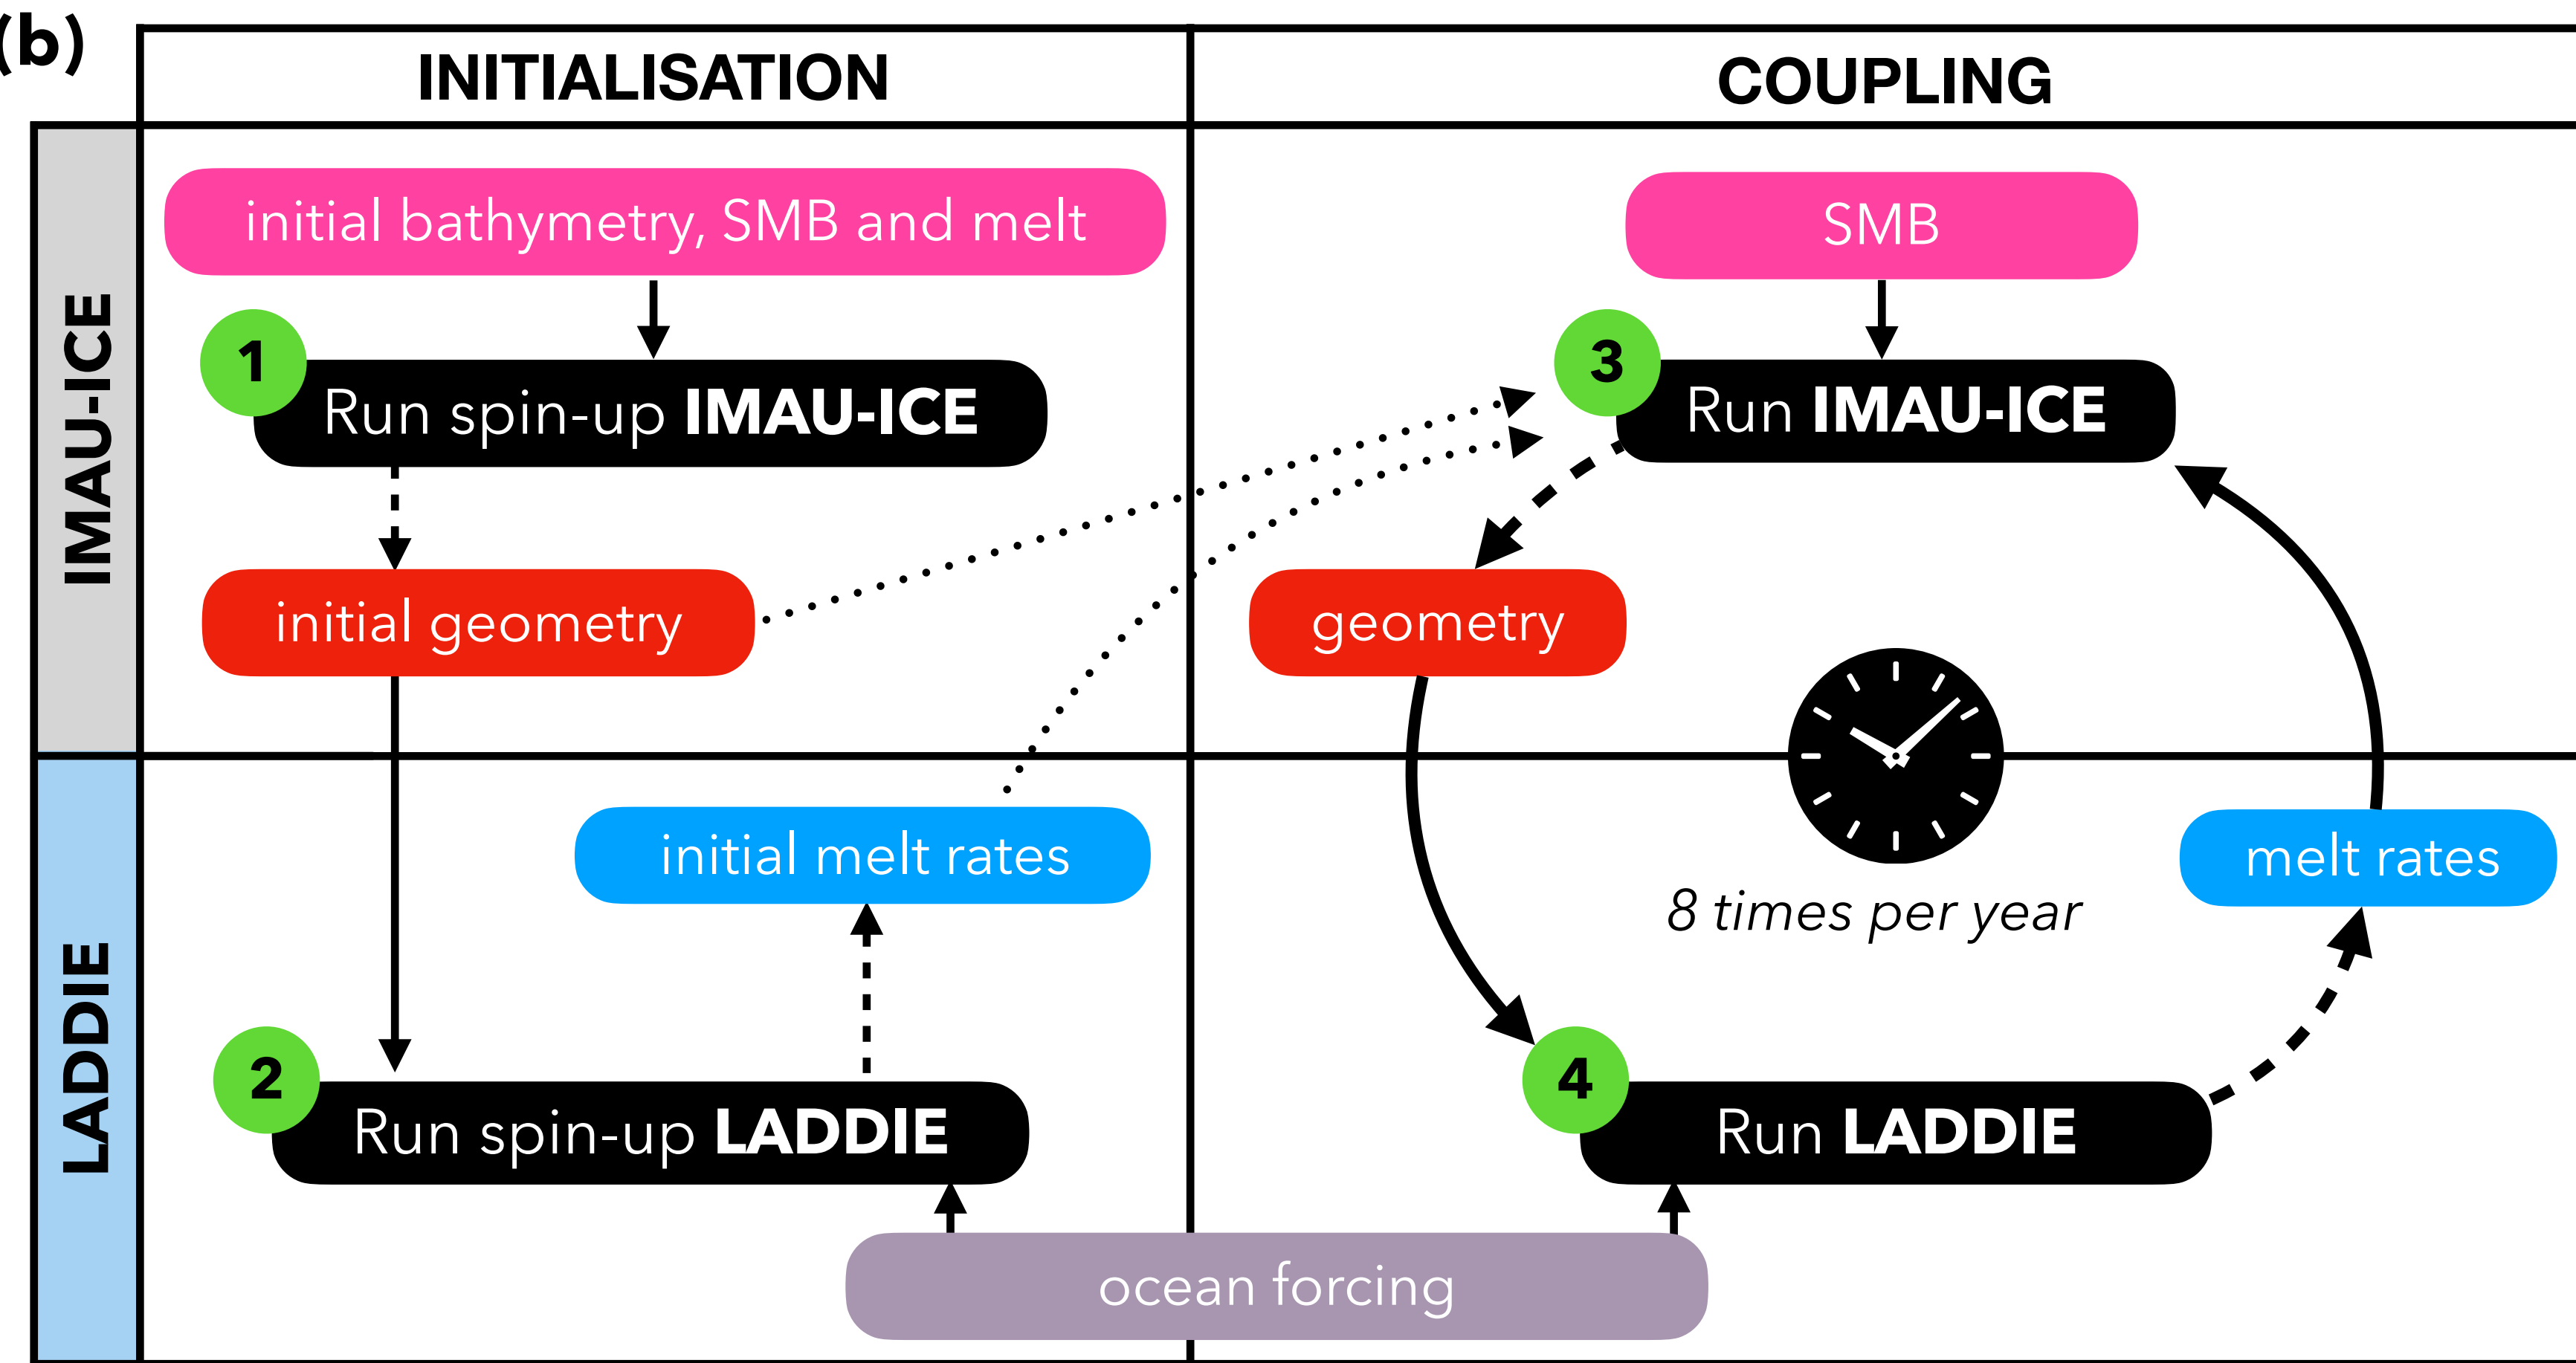 (b)
INITIALISATION
COUPLING
IMAU-ICE
initial bathymetry, SMB and melt
1
Run spin-up IMAU-ICE
initial geometry
SMB
3
Run IMAU-ICE
geometry
LADDIE
initial melt rates
2
Run spin-up LADDIE
8 times per year
melt rates
4
Run LADDIE
ocean forcing